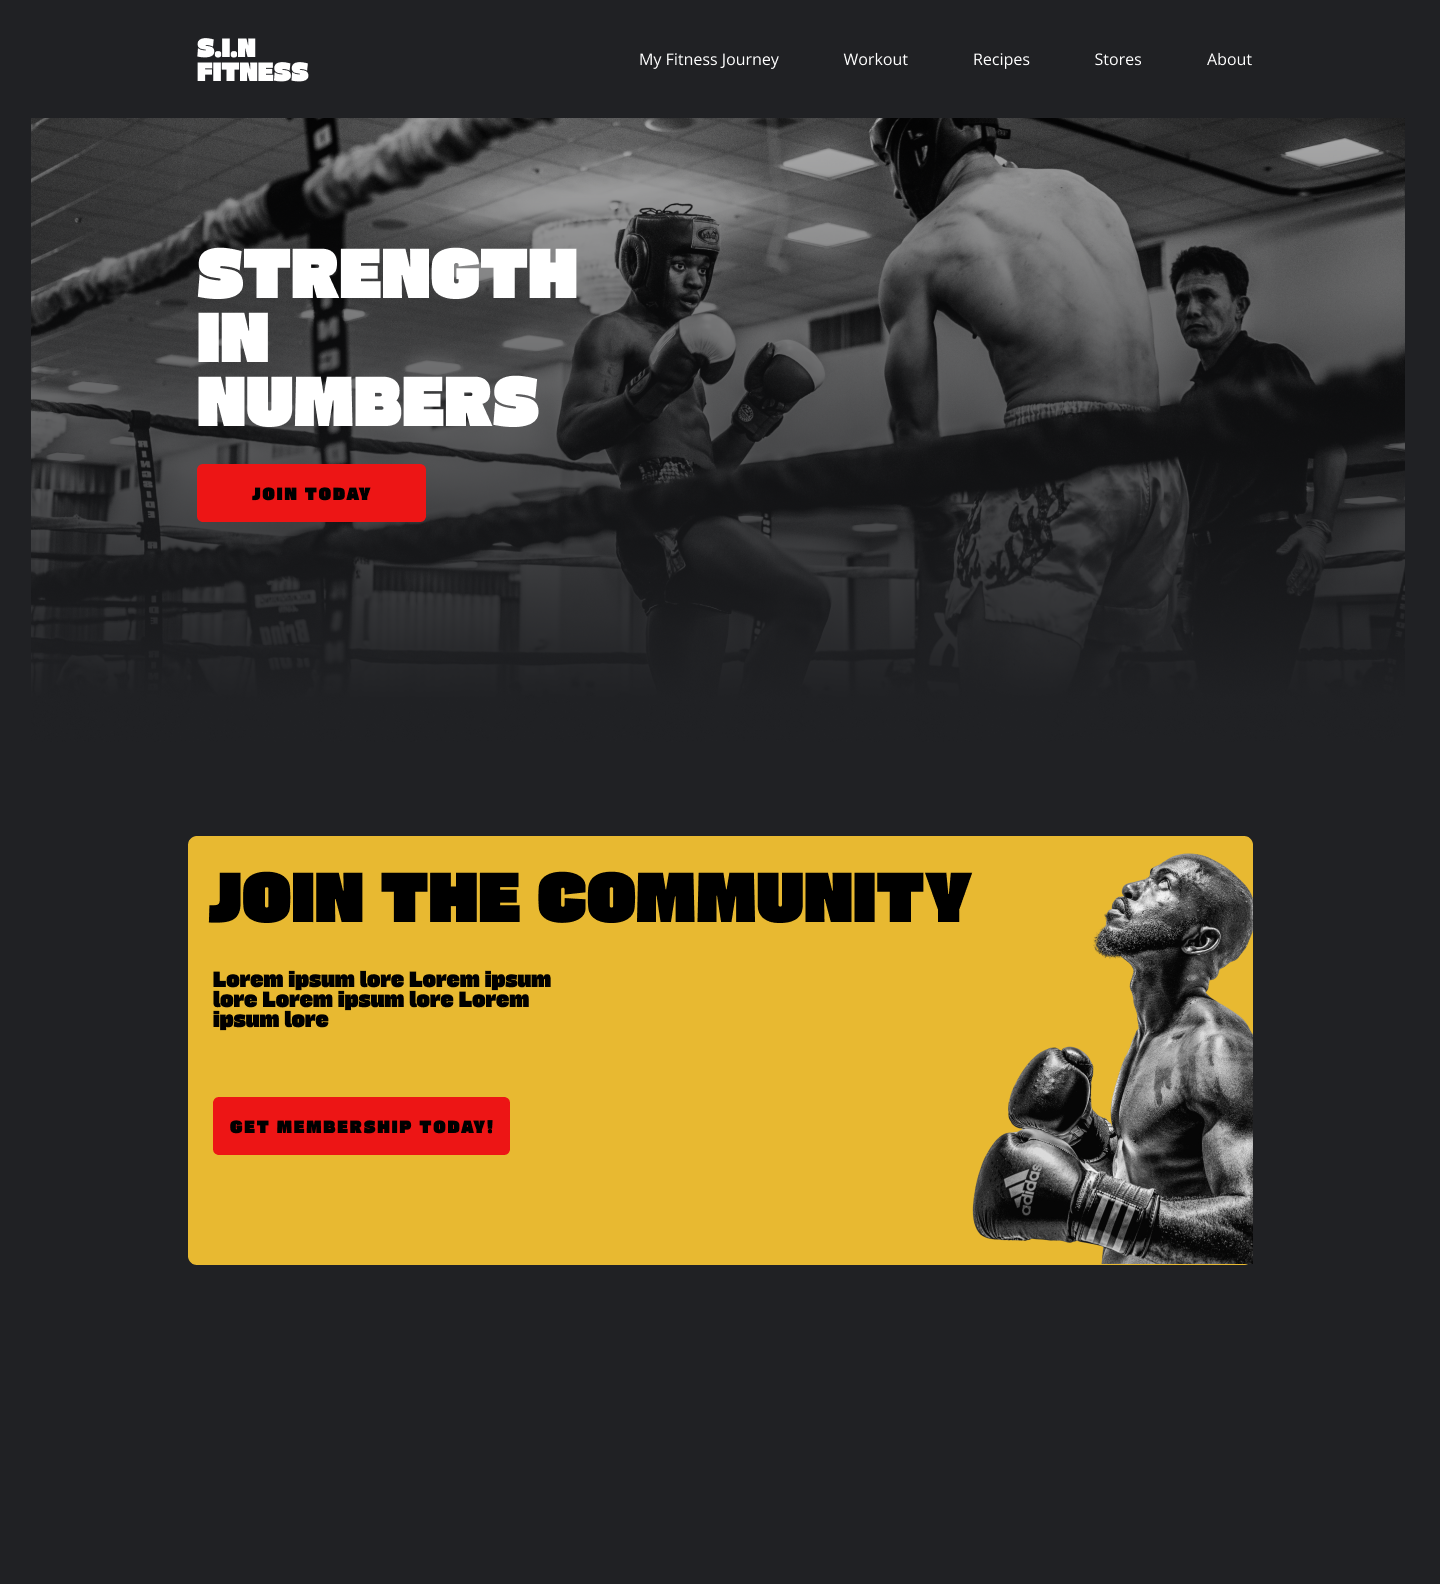 S.I.N
FITNESS
My Fitness Journey Workout Recipes Stores About
STRENGTH
IN
NUMBERS
JOIN TODAY
JOIN THE COMMUNITY
Lorem ipsum lore Lorem ipsum
lore Lorem ipsum lore Lorem
ipsum lore
GET MEMBERSHIP TODAY!
adidas